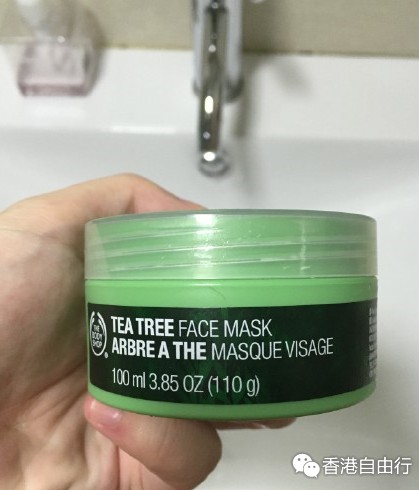 THE
BODY
SHOP
TEA TREE FACE MASK
ARBRE A THE MASQUE VISAGE
100 ml 3.85 OZ (110 g)
香港自由行